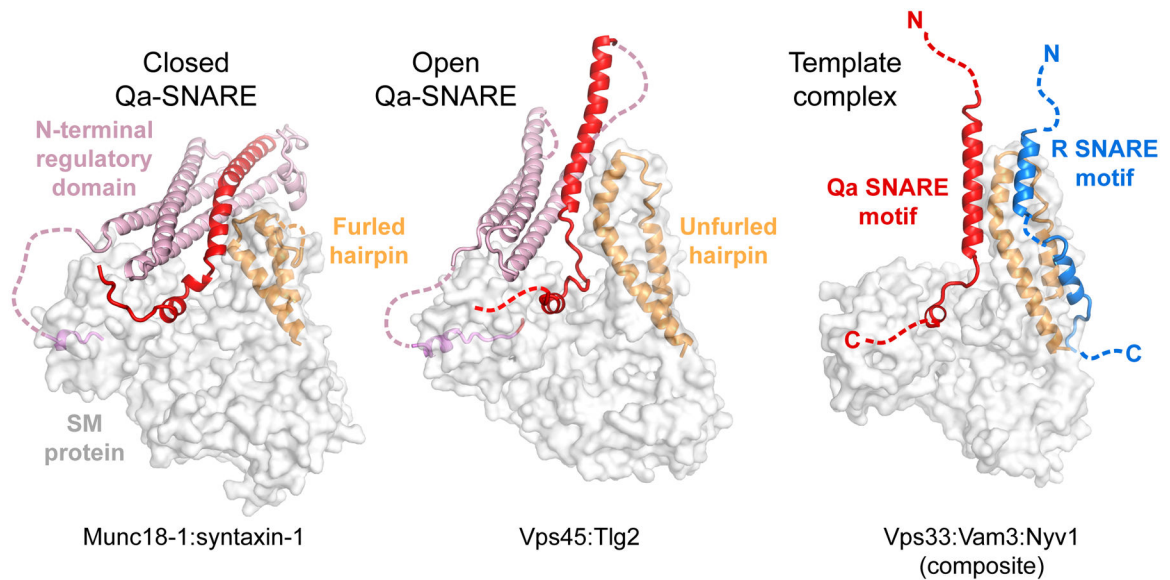 Closed
Qa-SNARE
N-terminal
regulatory
domain
Furled
hairpin
SM
protein
Munc18-1:syntaxin-1
Open
Qa-SNARE
Unfurled
hairpin
Vps45:Tlg2
Template
complex
N
N
R SNARE
motif
Qa SNARE
motif
C
C
Vps33:Vam3:Nyv1
(composite)